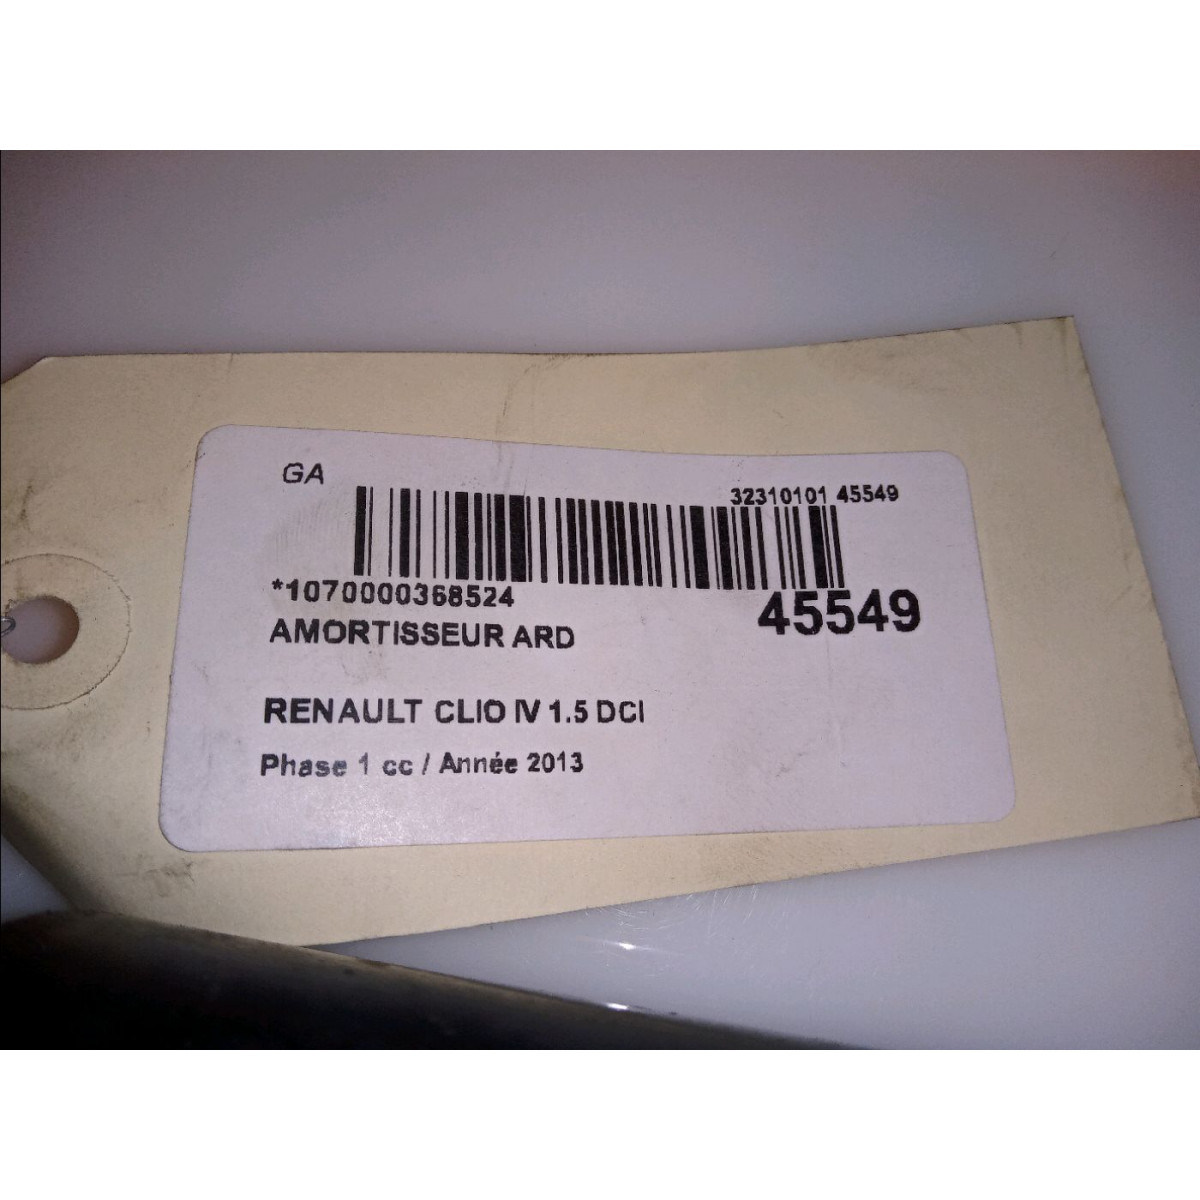 GA
32310101 45549
*1070000368524
45549
AMORTISSEUR ARD
RENAULT CLIO IV 1.5 DCI
Phase 1 cc / Année 2013